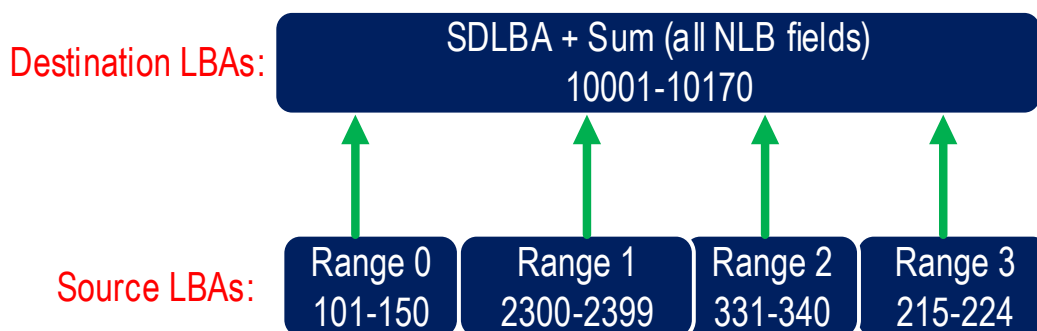 Destination LBAs:
SDLBA + Sum (all NLB fields)
10001-10170
Source LBAs:
Range 0
101-150
Range 1
2300-2399
Range 2
331-340
Range 3
215-224